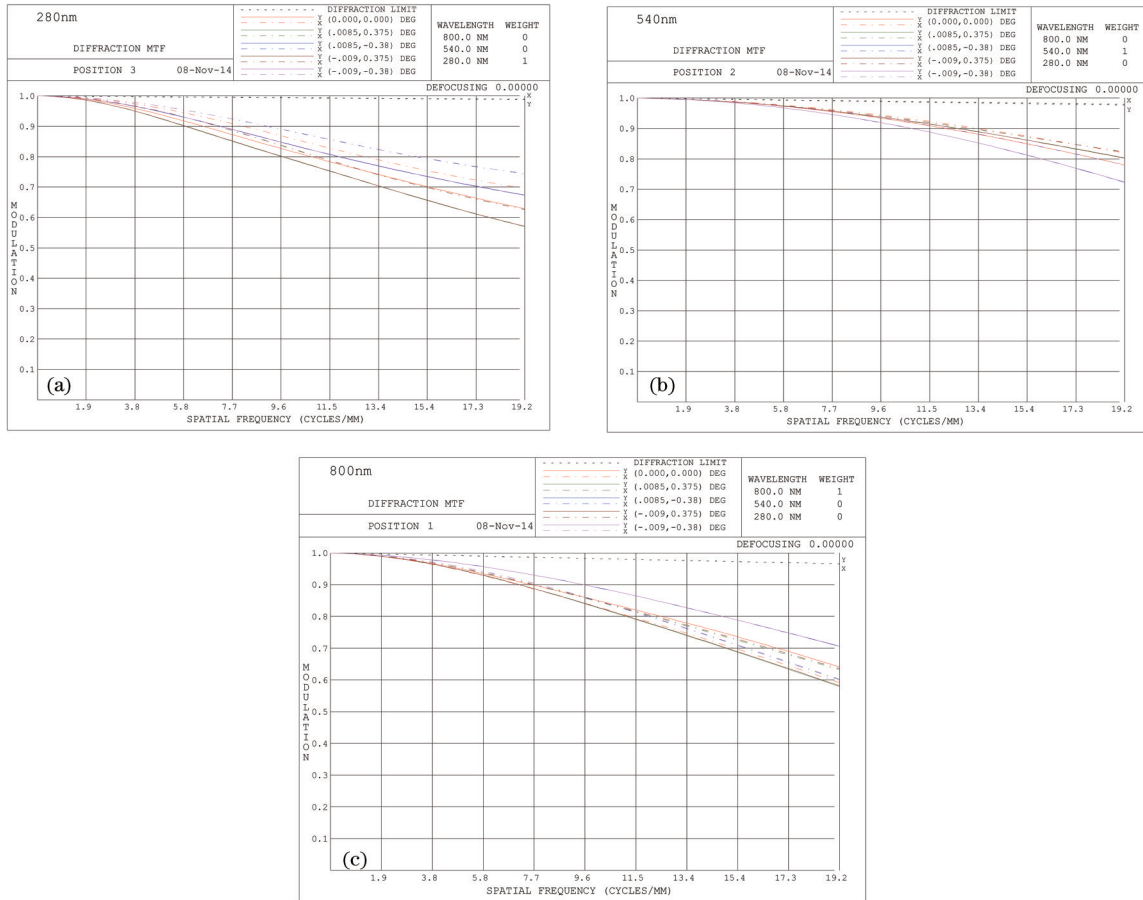 280nm
DIFFRACTION MTF
POSITION 3 08-Nov-14
DIFFRACTION LIMIT
Y
X (0.000,0.000) DEG
Y
X (.0085,0.375) DEG
Y
X (.0085,-0.38) DEG
Y
X (-.009,0.375) DEG
Y
X (-.009,-0.38) DEG
WAVELENGTH WEIGHT
800.0 NM 0
540.0 NM 0
280.0 NM 1
DEFOCUSING 0.00000
X
Y
1.0
0.9
0.8
0.7
0.6
0.5
0.4
0.3
0.2
0.1
MODULATION
(a)
1.9 3.8 5.8 7.7 9.6 11.5 13.4 15.4 17.3 19.2
SPATIAL FREQUENCY (CYCLES/MM)
540nm
DIFFRACTION MTF
POSITION 2 08-Nov-14
DIFFRACTION LIMIT
Y
X (0.000,0.000) DEG
Y
X (.0085,0.375) DEG
Y
X (.0085,-0.38) DEG
Y
X (-.009,0.375) DEG
Y
X (-.009,-0.38) DEG
WAVELENGTH WEIGHT
800.0 NM 0
540.0 NM 1
280.0 NM 0
DEFOCUSING 0.00000
X
Y
1.0
0.9
0.8
0.7
0.6
0.5
0.4
0.3
0.2
0.1
MODULATION
(b)
1.9 3.8 5.8 7.7 9.6 11.5 13.4 15.4 17.3 19.2
SPATIAL FREQUENCY (CYCLES/MM)
800nm
DIFFRACTION MTF
POSITION 1 08-Nov-14
DIFFRACTION LIMIT
Y
X (0.000,0.000) DEG
Y
X (.0085,0.375) DEG
Y
X (.0085,-0.38) DEG
Y
X (-.009,0.375) DEG
Y
X (-.009,-0.38) DEG
WAVELENGTH WEIGHT
800.0 NM 1
540.0 NM 0
280.0 NM 0
DEFOCUSING 0.00000
Y
X
1.0
0.9
0.8
0.7
0.6
0.5
0.4
0.3
0.2
0.1
MODULATION
(c)
1.9 3.8 5.8 7.7 9.6 11.5 13.4 15.4 17.3 19.2
SPATIAL FREQUENCY (CYCLES/MM)